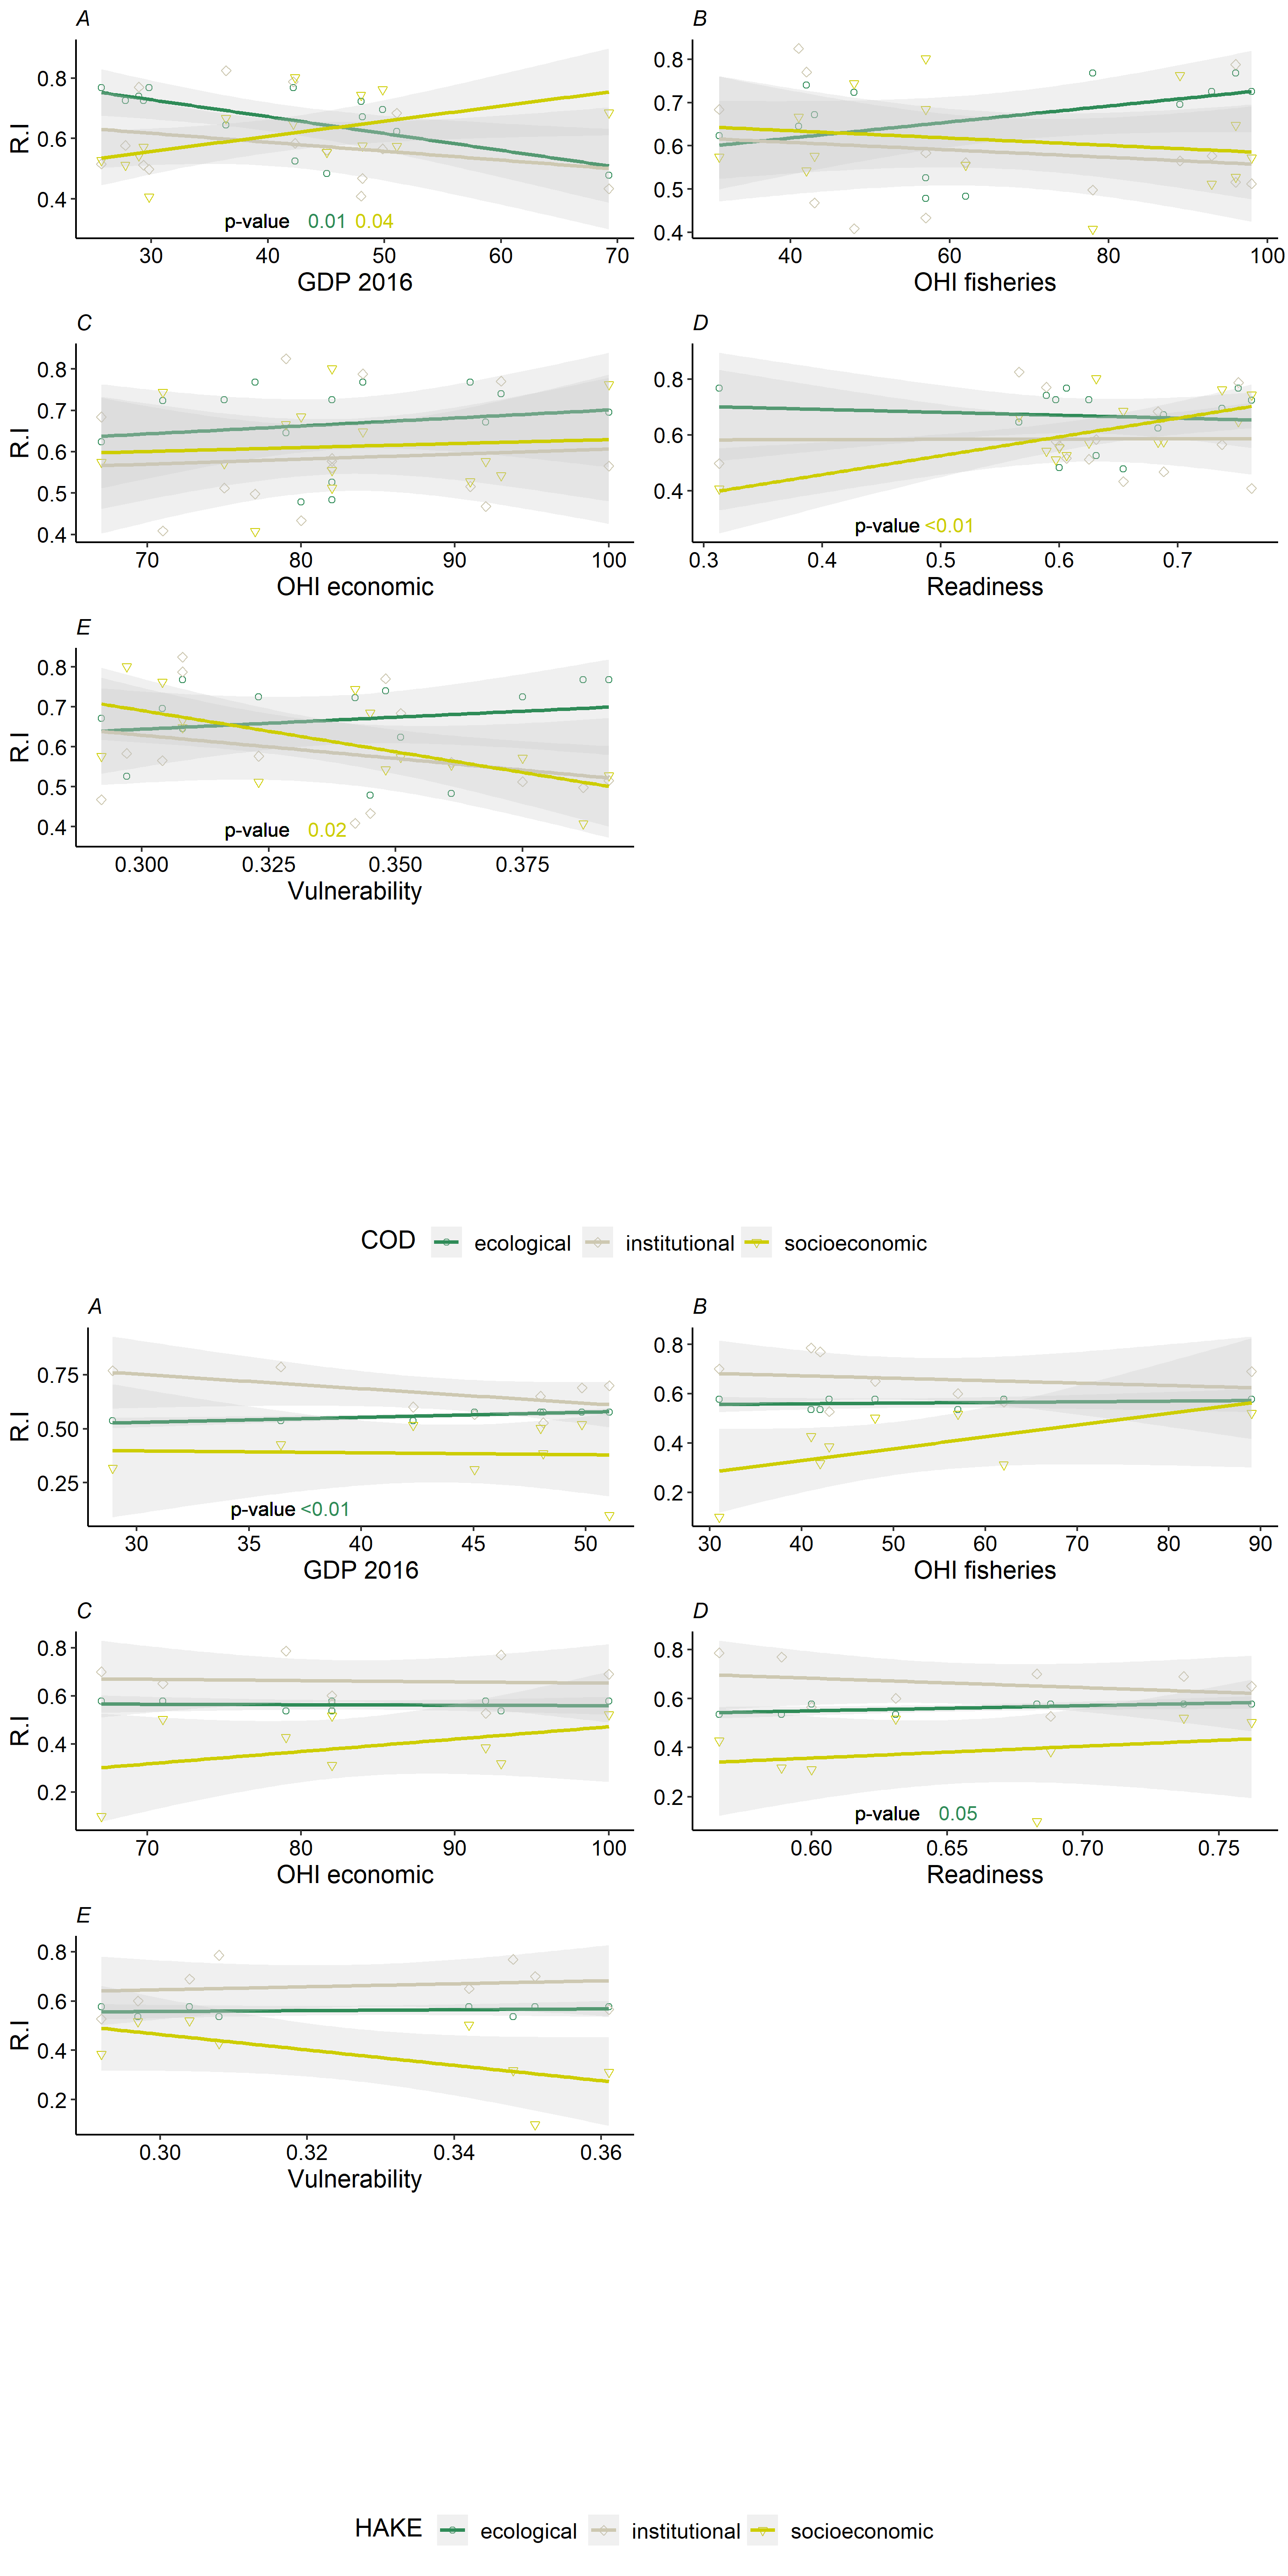 A
B
R.I
0.8
0.6
0.4
p-value 0.01 0.04
30 40 50 60 70
GDP 2016
0.8
0.7
0.6
0.5
0.4
40 60 80 100
OHI fisheries
C
D
R.I
0.8
0.7
0.6
0.5
0.4
70 80 90 100
OHI economic
0.8
0.6
0.4
p-value <0.01
0.3 0.4 0.5 0.6 0.7
Readiness
E
R.I
0.8
0.7
0.6
0.5
0.4
p-value 0.02
0.300 0.325 0.350 0.375
Vulnerability
COD ecological institutional socioeconomic
A
B
R.I
0.75
0.50
0.25
p-value <0.01
30 35 40 45 50
GDP 2016
0.8
0.6
0.4
0.2
30 40 50 60 70 80 90
OHI fisheries
C
D
R.I
0.8
0.6
0.4
0.2
70 80 90 100
OHI economic
0.8
0.6
0.4
0.2
p-value 0.05
0.60 0.65 0.70 0.75
Readiness
E
R.I
0.8
0.6
0.4
0.2
0.30 0.32 0.34 0.36
Vulnerability
HAKE ecological institutional socioeconomic